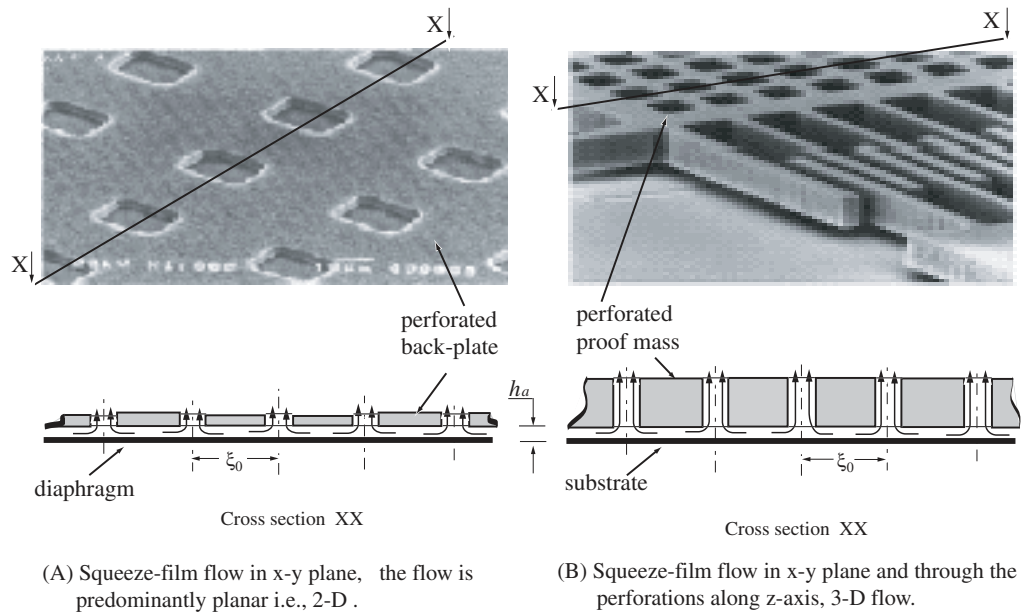 X
X
X
X
perforated
back-plate
perforated
proof mass
hₐ
ξ₀
ξ₀
diaphragm
substrate
Cross section XX
Cross section XX
(A) Squeeze-film flow in x-y plane, the flow is
predominantly planar i.e., 2-D .
(B) Squeeze-film flow in x-y plane and through the
perforations along z-axis, 3-D flow.